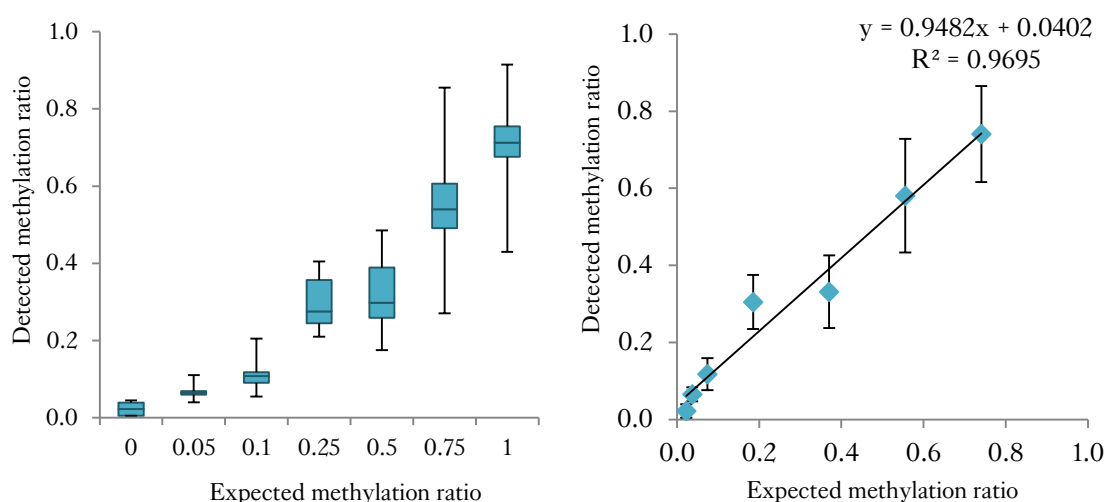 1.0
0.8
0.6
0.4
0.2
0.0
Detected methylation ratio
0 0.05 0.1 0.25 0.5 0.75 1
Expected methylation ratio
y = 0.9482x + 0.0402
R² = 0.9695
1.0
0.8
0.6
0.4
0.2
0.0
Detected methylation ratio
0.0 0.2 0.4 0.6 0.8 1.0
Expected methylation ratio